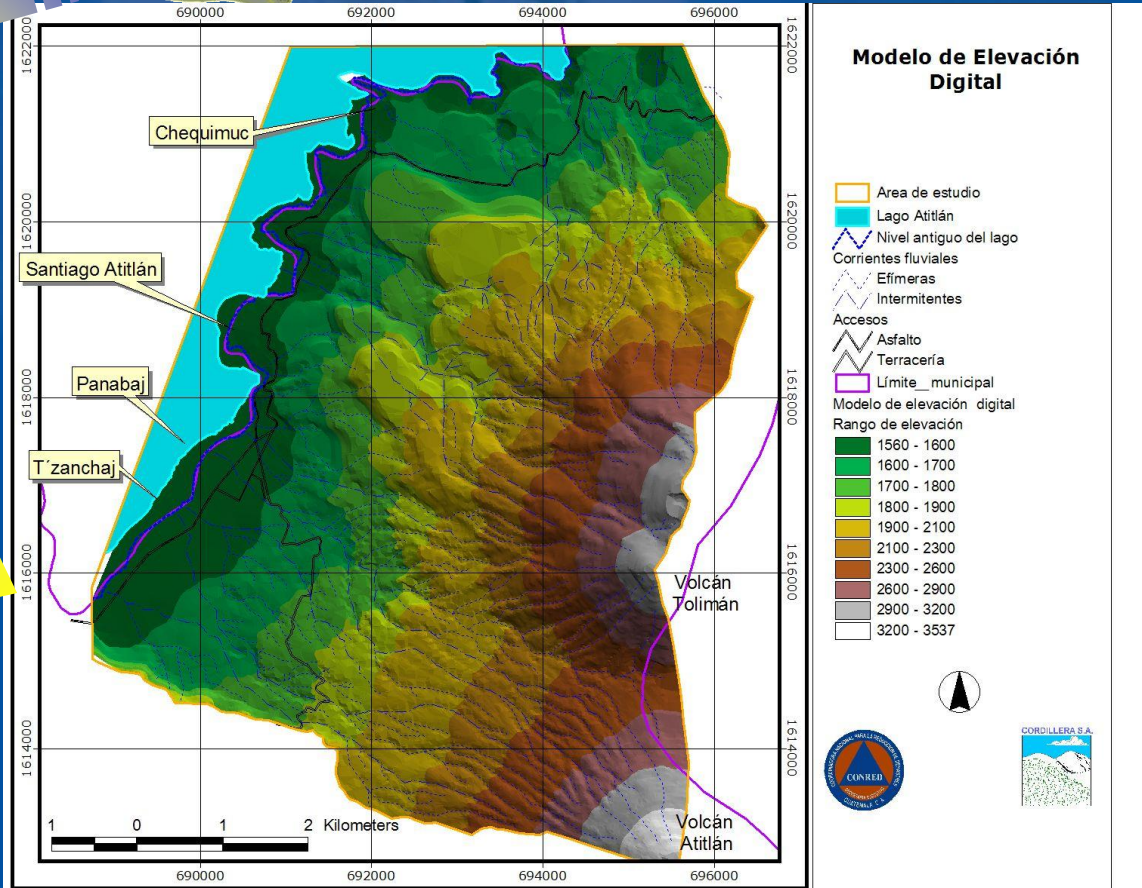 690000
692000
694000
696000
1622000
1620000
1618000
1616000
1614000
1622000
1620000
1618000
1616000
1614000
Chequimuc
Santiago Atitlán
Panabaj
T´zanchaj
Volcán
Tolimán
Volcán
Atitlán
1 0 1 2 Kilometers
690000
692000
694000
696000
Modelo de Elevación
Digital
Area de estudio
Lago Atitlán
Nivel antiguo del lago
Corrientes fluviales
Efímeras
Intermitentes
Accesos
Asfalto
Terracería
Límite__municipal
Modelo de elevación digital
Rango de elevación
1560 - 1600
1600 - 1700
1700 - 1800
1800 - 1900
1900 - 2100
2100 - 2300
2300 - 2600
2600 - 2900
2900 - 3200
3200 - 3537
CONRED
GUATEMALA C.A.
CORDILLERA S.A.